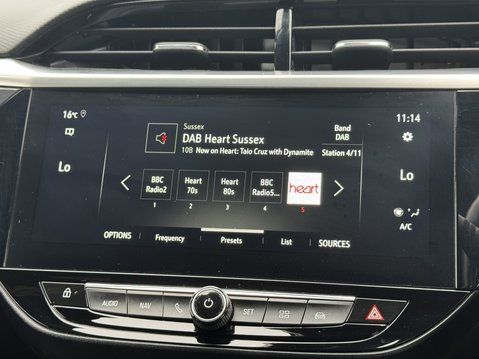 16°C
11:14
Sussex
DAB Heart Sussex
Band
DAB
10B Now on Heart: Taio Cruz with Dynamite Station 4/11
Lo
Lo
BBC
Radio2
Heart
70s
Heart
80s
BBC
Radio5...
heart
1
2
3
4
5
A/C
OPTIONS
Frequency
Presets
List
SOURCES
AUDIO
NAV
SET